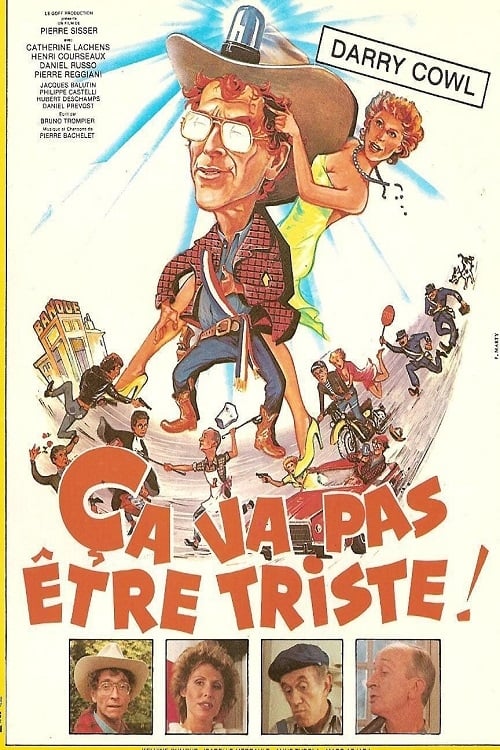 LE GOFF PRODUCTION
présente
UN FILM DE
PIERRE SISSER
avec
CATHERINE LACHENS
HENRI COURSEAUX
DANIEL RUSSO
PIERRE REGGIANI
JACQUES BALUTIN
PHILIPPE CASTELLI
HUBERT DESCHAMPS
DANIEL PREVOST
Ecrit par
BRUNO TROMPIER
Musique et Chansons de
PIERRE BACHELET
DARRY COWL
BANQUE
F. MARTY
ÇA VA PAS
ÊTRE TRISTE!